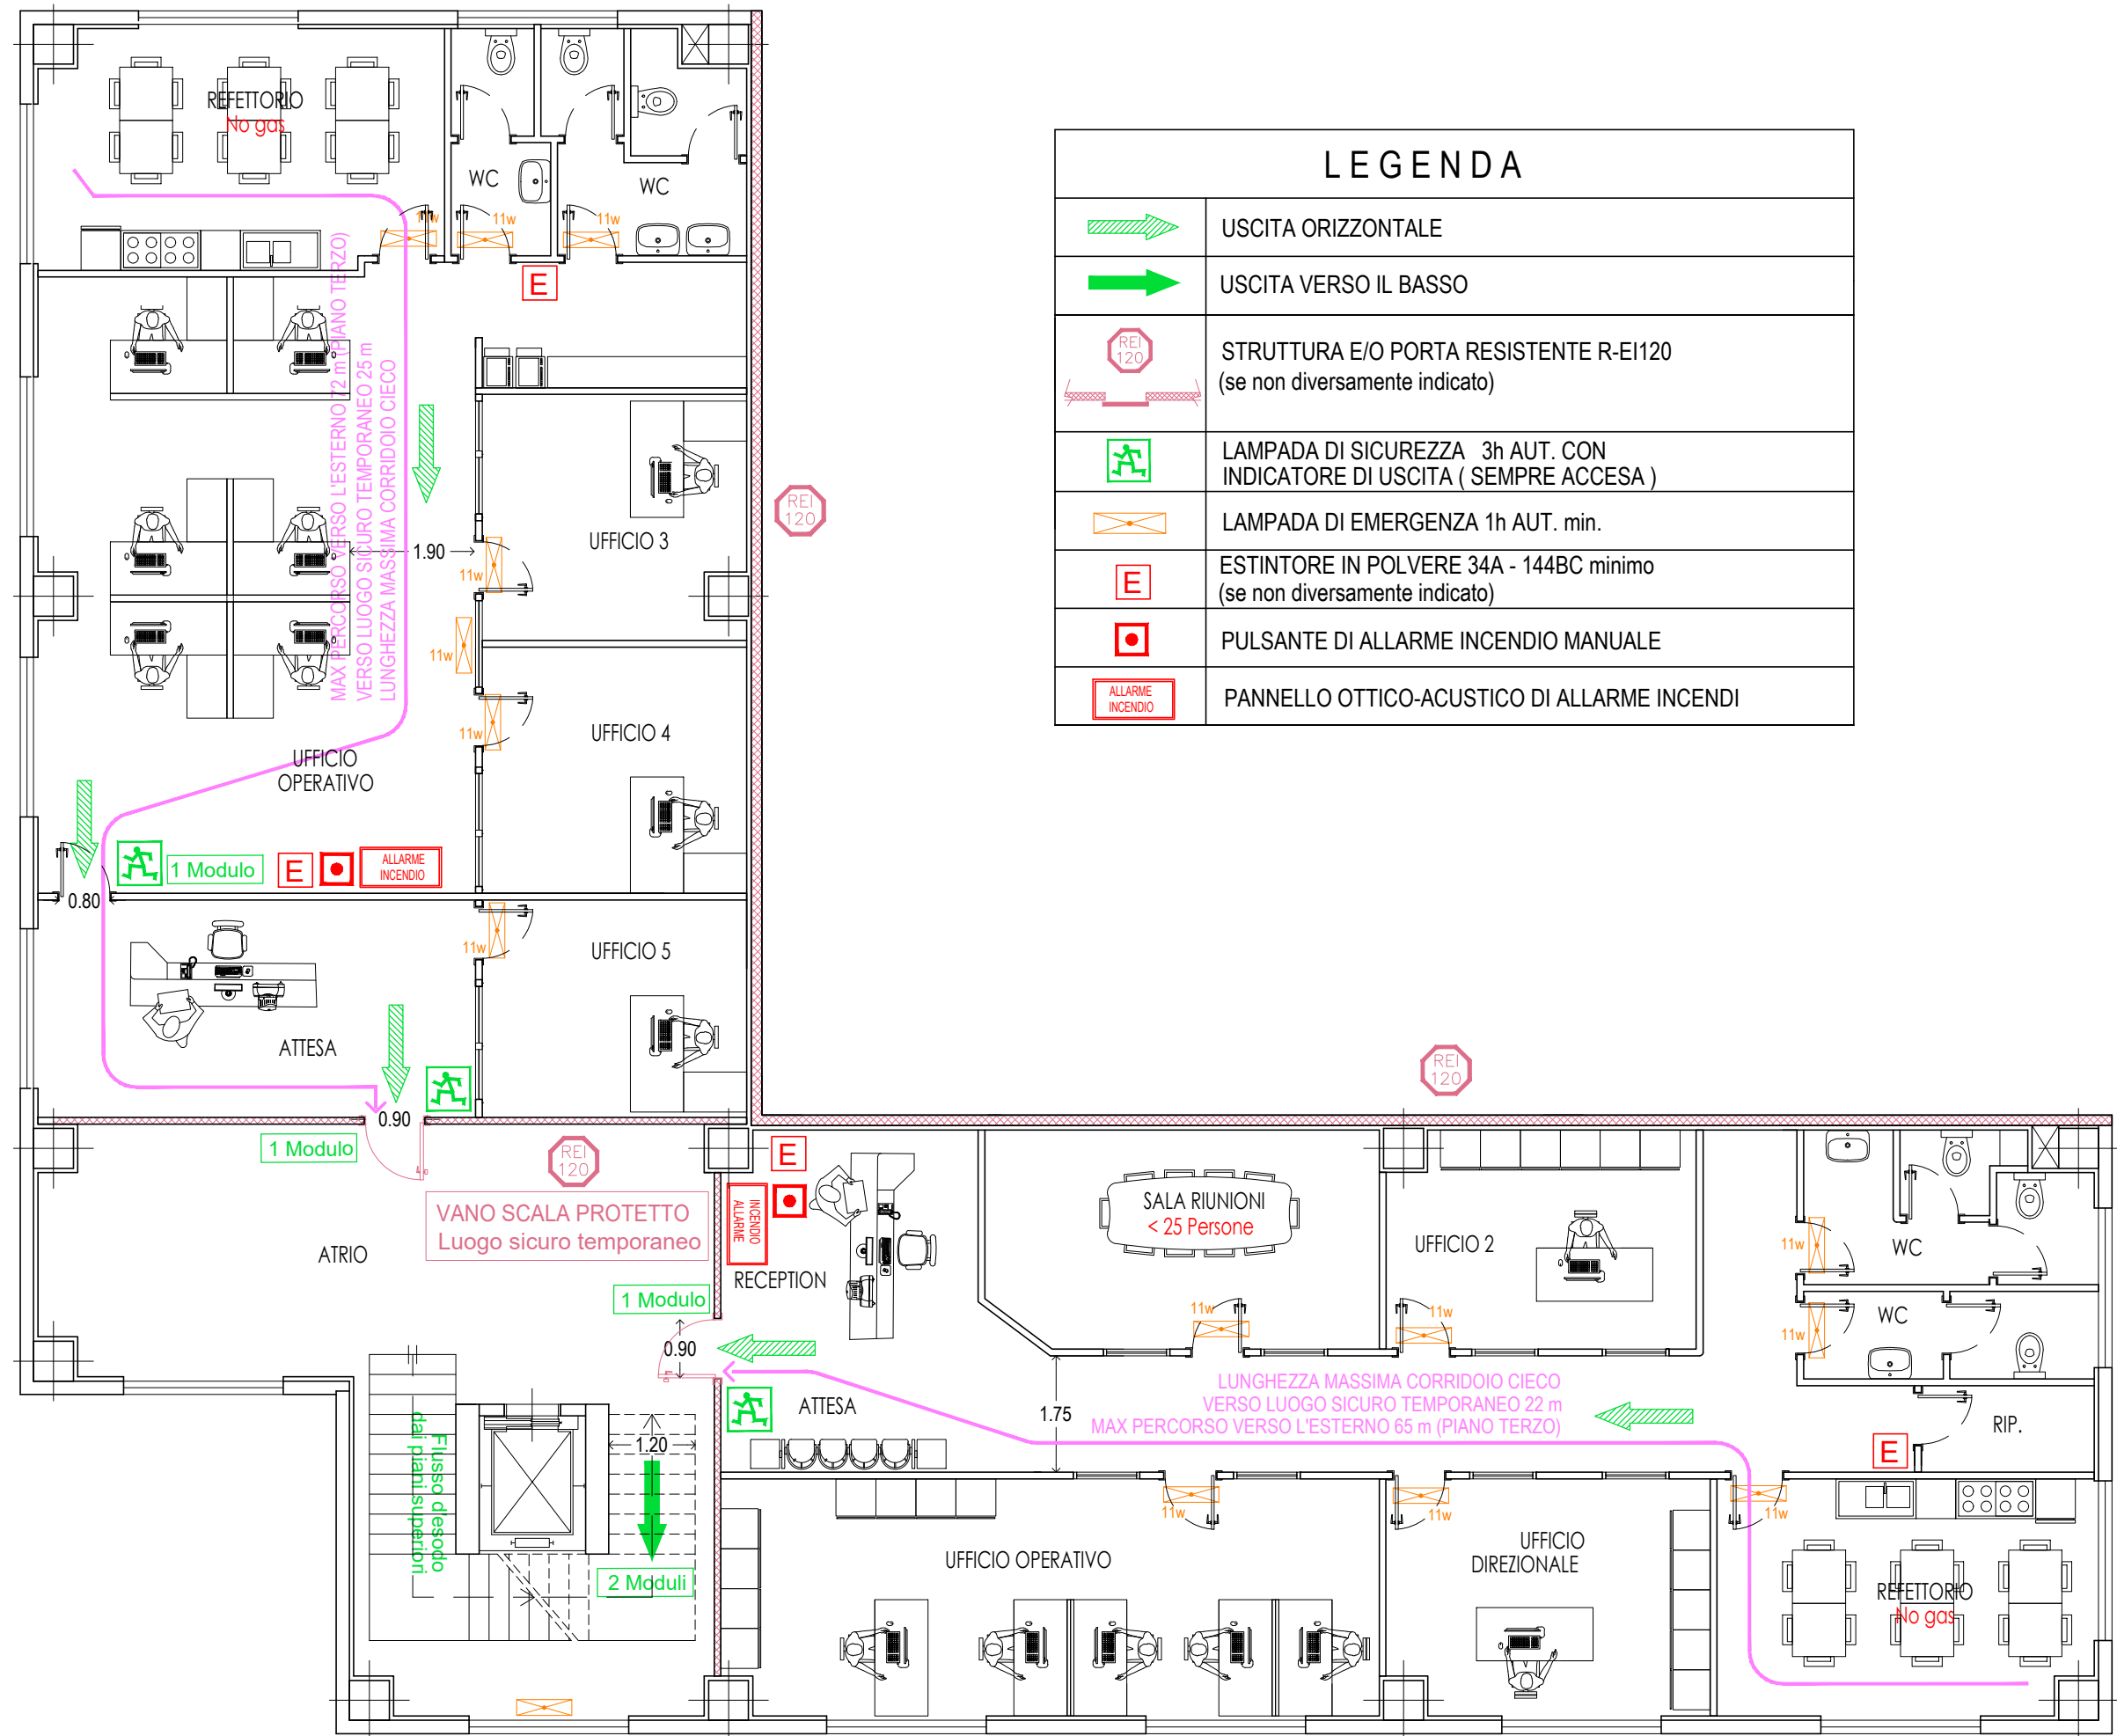 REFETTORIO
No gas
WC
WC
11w
11w
11w
E
MAX PERCORSO VERSO L'ESTERNO 72 m (PIANO TERZO)
VERSO LUOGO SICURO TEMPORANEO 25 m
LUNGHEZZA MASSIMA CORRIDOIO CIECO
UFFICIO 3
1.90
11w
11w
11w
UFFICIO 4
UFFICIO
OPERATIVO
1 Modulo
E
ALLARME
INCENDIO
0.80
11w
UFFICIO 5
ATTESA
0.90
1 Modulo
REI
120
VANO SCALA PROTETTO
Luogo sicuro temporaneo
ATRIO
REI
120
REI
120
LEGENDA
USCITA ORIZZONTALE
USCITA VERSO IL BASSO
REI
120
STRUTTURA E/O PORTA RESISTENTE R-EI120
(se non diversamente indicato)
LAMPADA DI SICUREZZA 3h AUT. CON
INDICATORE DI USCITA ( SEMPRE ACCESA )
LAMPADA DI EMERGENZA 1h AUT. min.
E
ESTINTORE IN POLVERE 34A - 144BC minimo
(se non diversamente indicato)
PULSANTE DI ALLARME INCENDIO MANUALE
ALLARME
INCENDIO
PANNELLO OTTICO-ACUSTICO DI ALLARME INCENDI
E
INCENDIO
ALLARME
RECEPTION
1 Modulo
0.90
SALA RIUNIONI
< 25 Persone
11w
UFFICIO 2
11w
11w
WC
11w
WC
ATTESA
1.75
LUNGHEZZA MASSIMA CORRIDOIO CIECO
VERSO LUOGO SICURO TEMPORANEO 22 m
MAX PERCORSO VERSO L'ESTERNO 65 m (PIANO TERZO)
E
RIP.
Flusso d'esodo
dai piani superiori
1.20
2 Moduli
11w
11w
11w
UFFICIO OPERATIVO
UFFICIO
DIREZIONALE
REFETTORIO
No gas